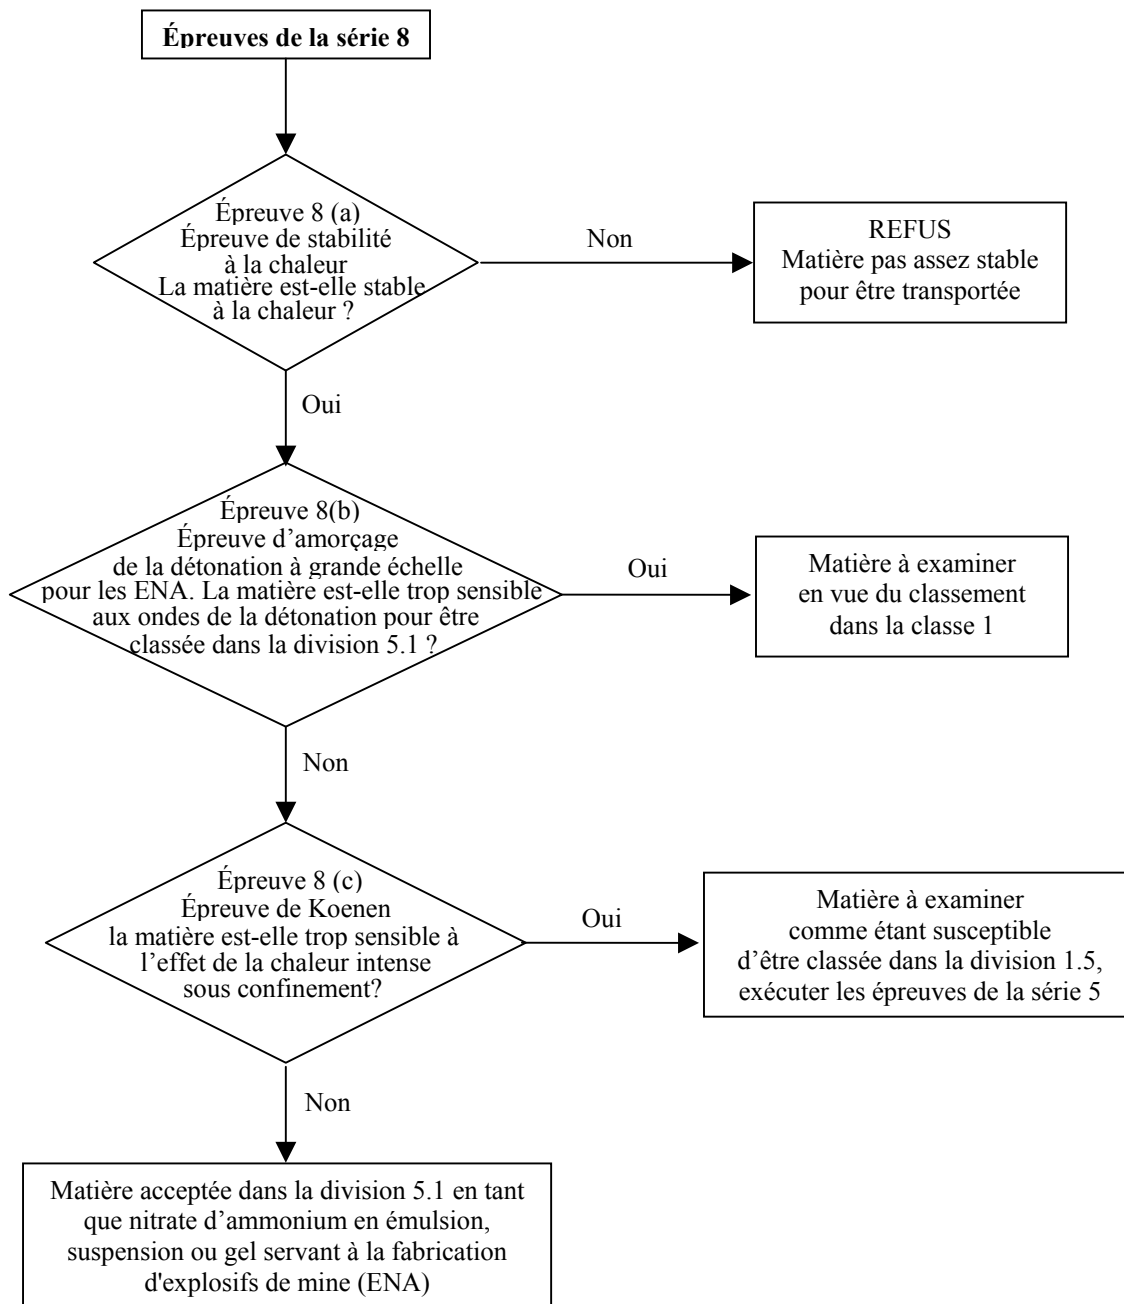 Épreuves de la série 8
Épreuve 8 (a)
Épreuve de stabilité
à la chaleur
La matière est-elle stable
à la chaleur ?
Non
REFUS
Matière pas assez stable
pour être transportée
Oui
Épreuve 8(b)
Épreuve d’amorçage
de la détonation à grande échelle
pour les ENA. La matière est-elle trop sensible
aux ondes de la détonation pour être
classée dans la division 5.1 ?
Oui
Matière à examiner
en vue du classement
dans la classe 1
Non
Épreuve 8 (c)
Épreuve de Koenen
la matière est-elle trop sensible à
l’effet de la chaleur intense
sous confinement?
Oui
Matière à examiner
comme étant susceptible
d’être classée dans la division 1.5,
exécuter les épreuves de la série 5
Non
Matière acceptée dans la division 5.1 en tant
que nitrate d’ammonium en émulsion,
suspension ou gel servant à la fabrication
d'explosifs de mine (ENA)